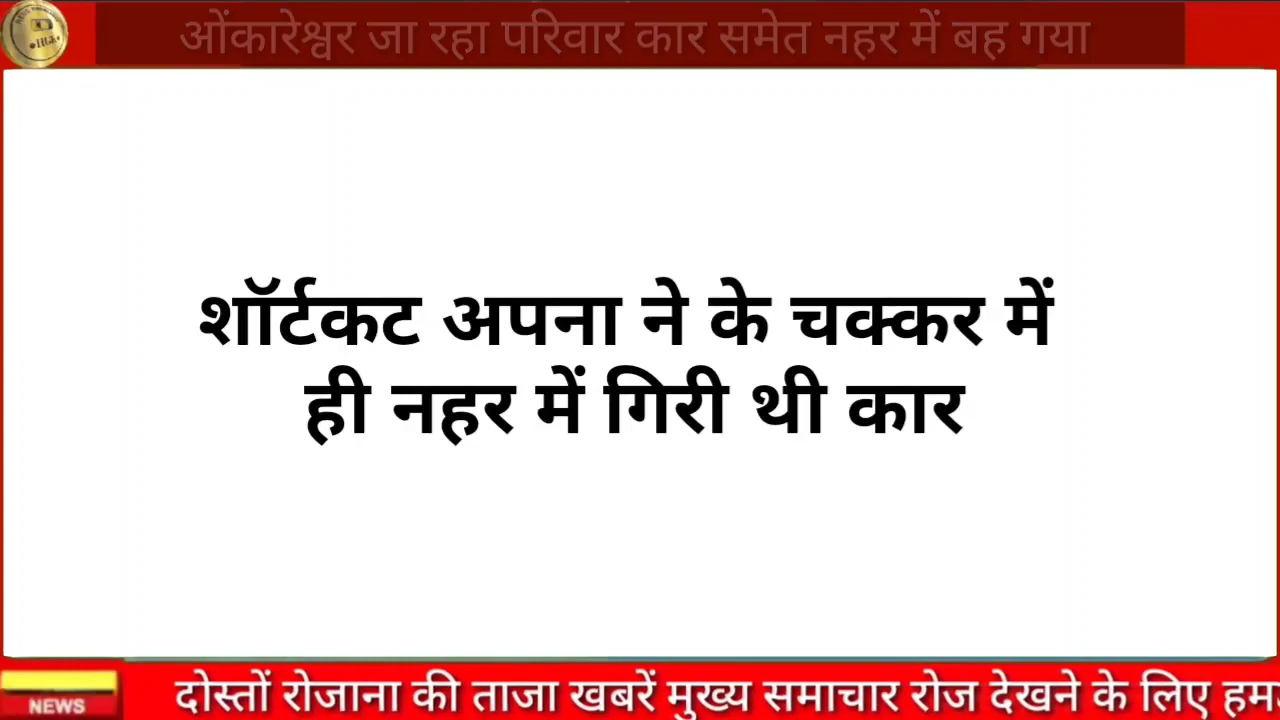 ओंकारेश्वर जा रहा परिवार कार समेत नहर में बह गया
शॉर्टकट अपना ने के चक्कर में
ही नहर में गिरी थी कार
NEWS
दोस्तों रोजाना की ताजा खबरें मुख्य समाचार रोज देखने के लिए